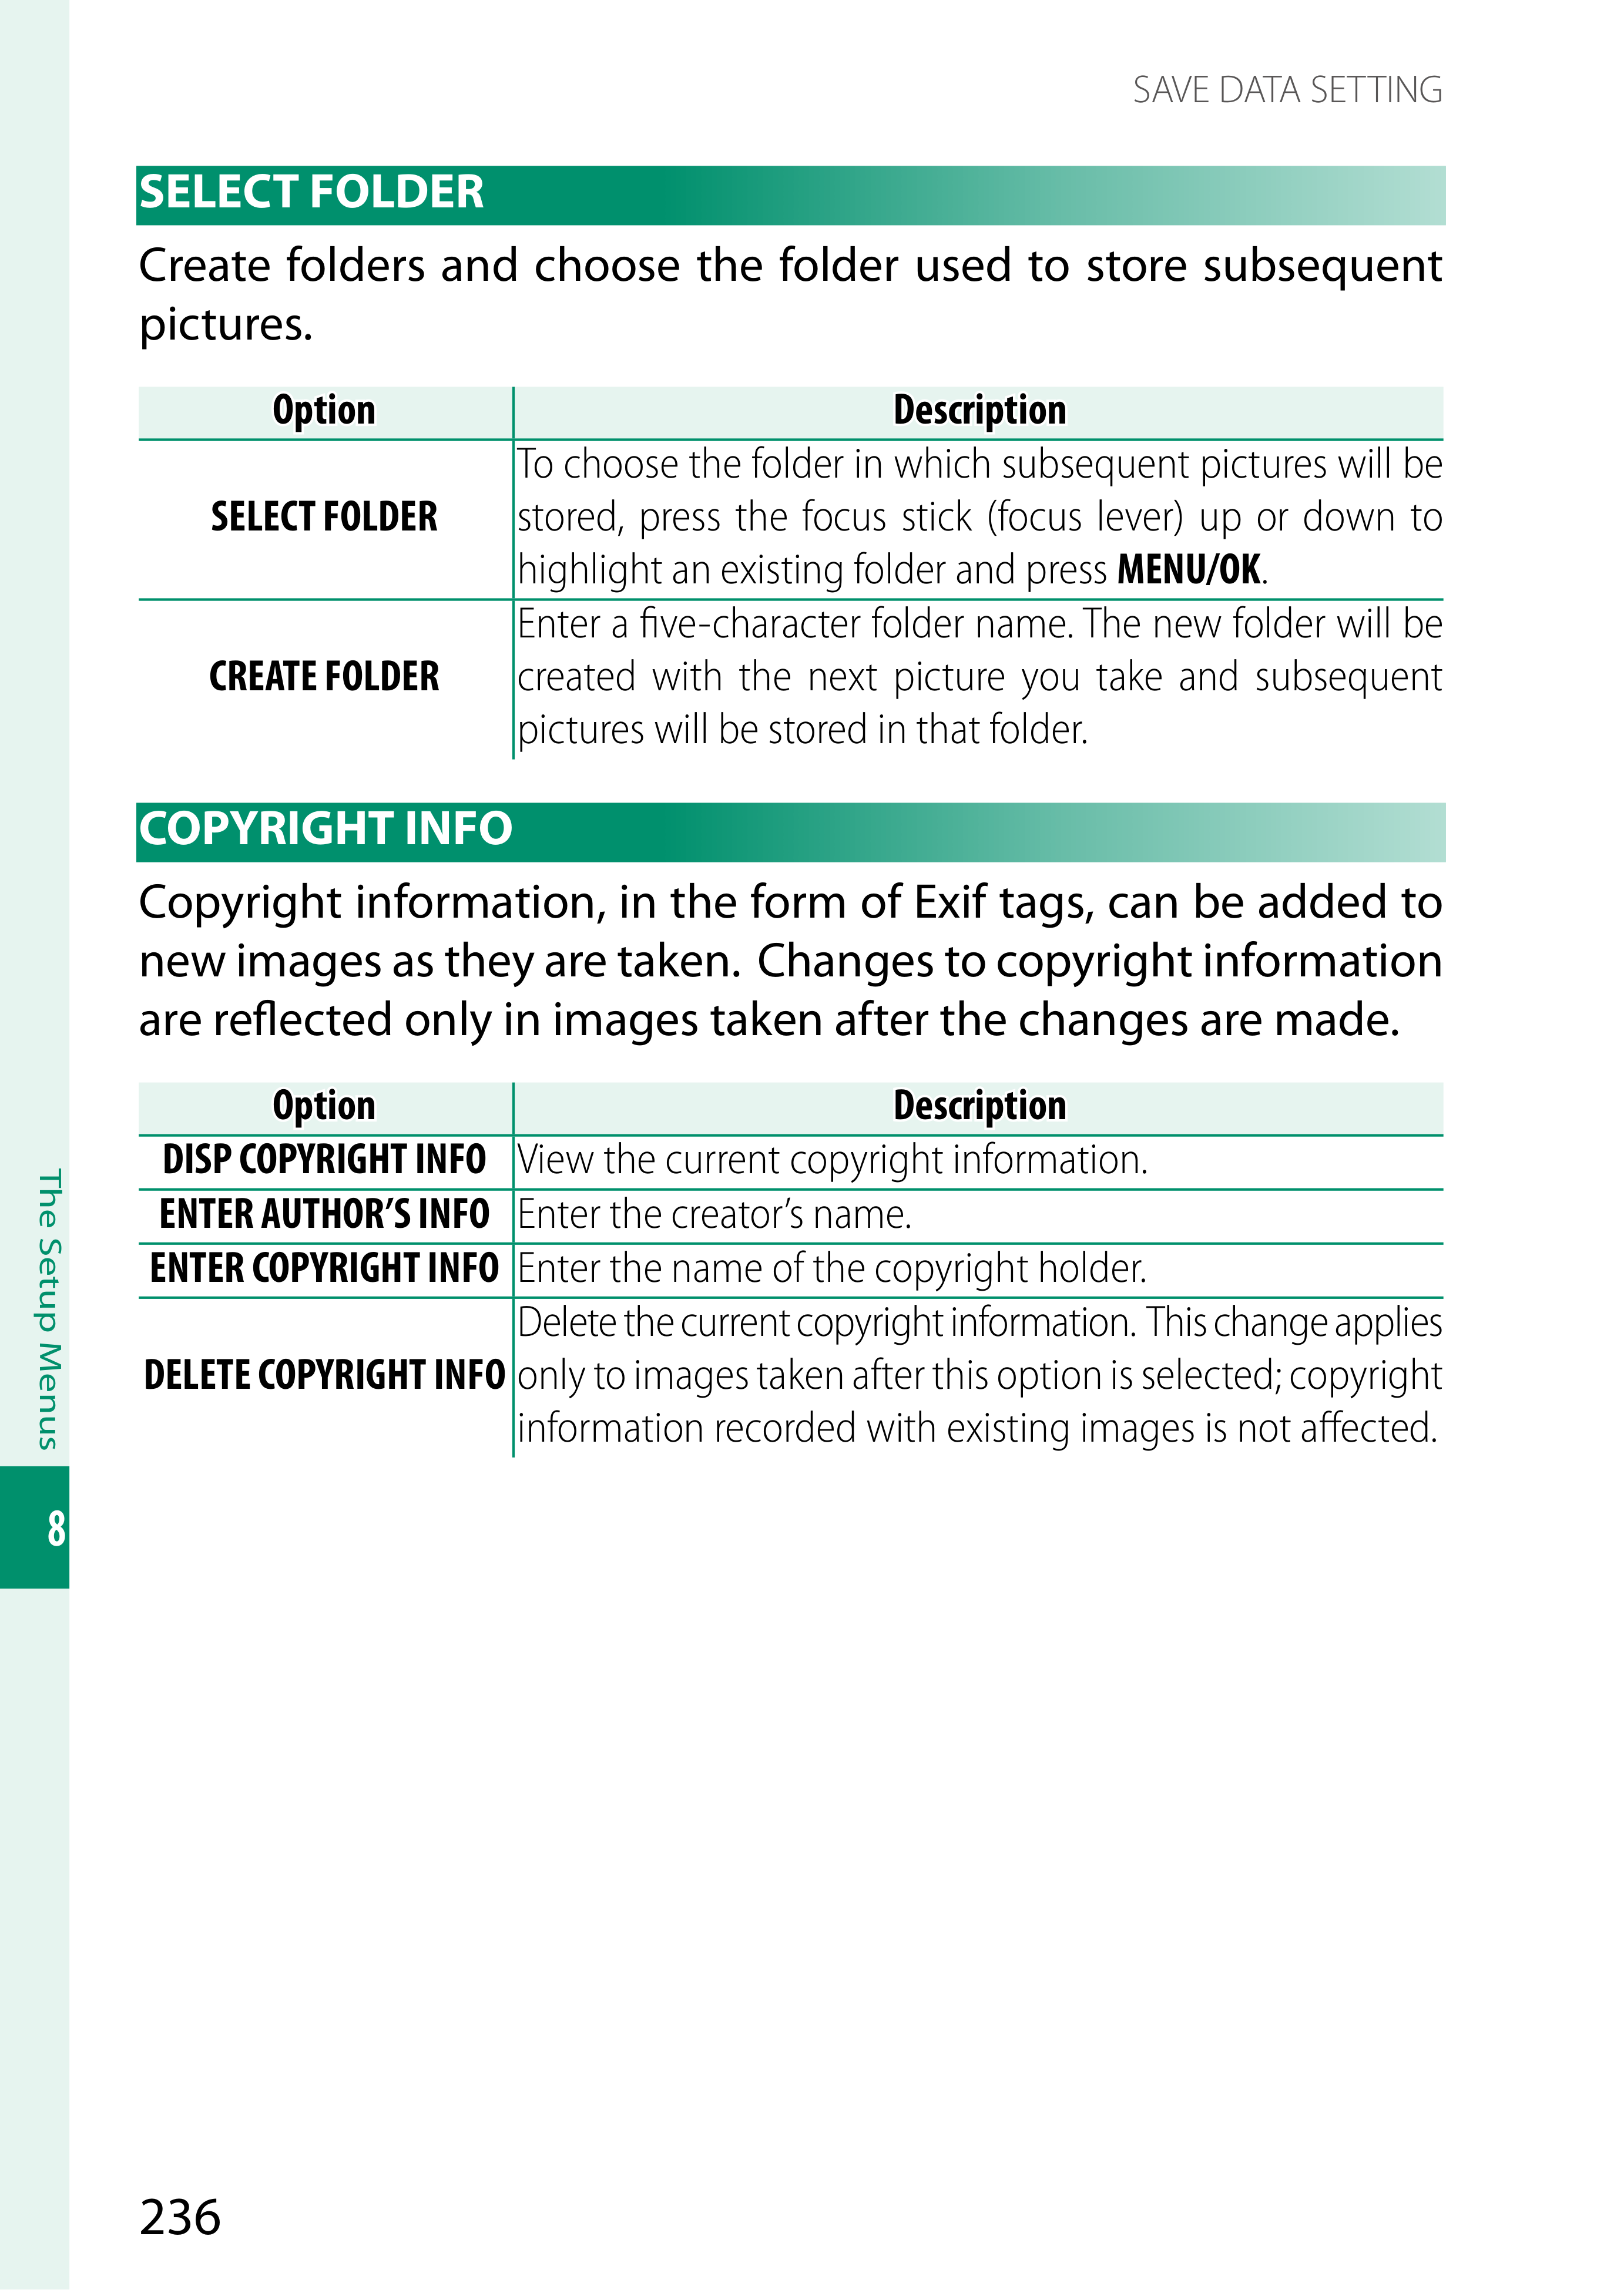 SAVE DATA SETTING
SELECT FOLDER
Create folders and choose the folder used to store subsequent
pictures.
Option Description
SELECT FOLDER
To choose the folder in which subsequent pictures will be
stored, press the focus stick (focus lever) up or down to
highlight an existing folder and press MENU/OK.
CREATE FOLDER
Enter a five-character folder name. The new folder will be
created with the next picture you take and subsequent
pictures will be stored in that folder.
COPYRIGHT INFO
Copyright information, in the form of Exif tags, can be added to
new images as they are taken. Changes to copyright information
are reflected only in images taken after the changes are made.
Option Description
DISP COPYRIGHT INFO View the current copyright information.
ENTER AUTHOR’S INFO Enter the creator’s name.
ENTER COPYRIGHT INFO Enter the name of the copyright holder.
DELETE COPYRIGHT INFO
Delete the current copyright information. This change applies
only to images taken after this option is selected; copyright
information recorded with existing images is not affected.
The Setup Menus
8
236